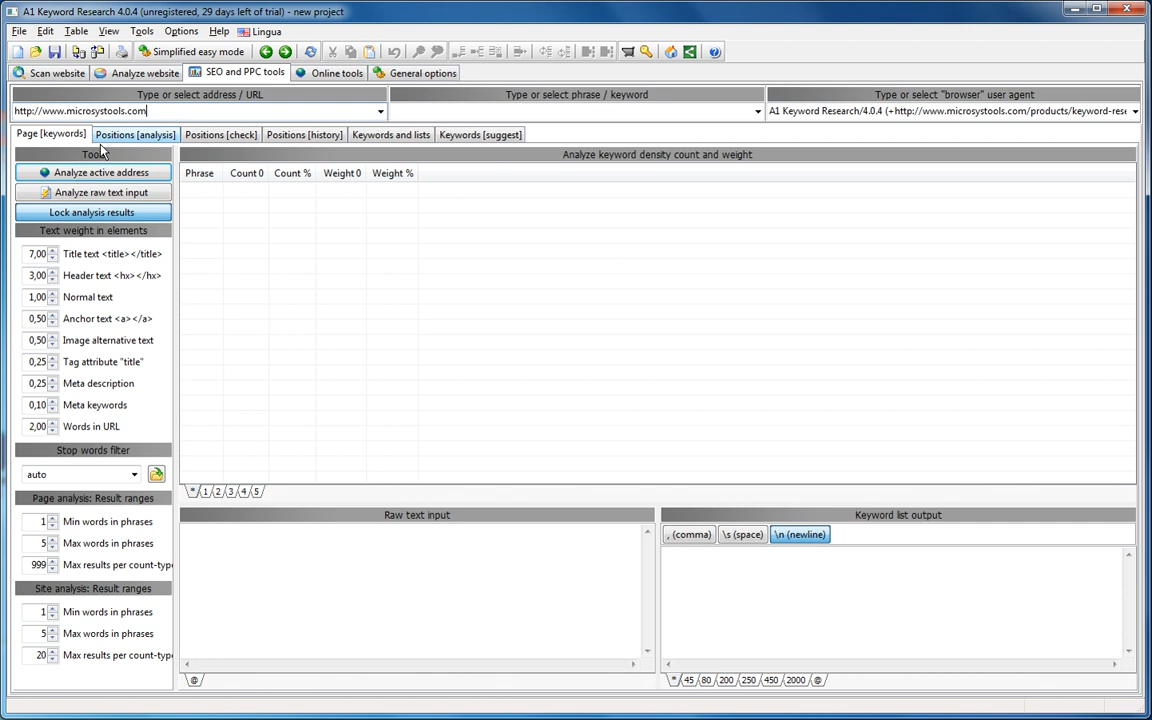 A1 Keyword Research 4.0.4 (unregistered, 29 days left of trial) - new project
File Edit Table View Tools Options Help Lingua
Simplified easy mode
Scan website Analyze website SEO and PPC tools Online tools General options
Type or select address / URL Type or select phrase / keyword Type or select "browser" user agent
http://www.microsystools.com A1 Keyword Research/4.0.4 (+http://www.microsystools.com/products/keyword-rese
Page [keywords] Positions [analysis] Positions [check] Positions [history] Keywords and lists Keywords [suggest]
Tools Analyze keyword density count and weight
Analyze active address Phrase Count 0 Count % Weight 0 Weight %
Analyze raw text input
Lock analysis results
Text weight in elements
7,00 Title text <title></title>
3,00 Header text <hx></hx>
1,00 Normal text
0,50 Anchor text <a></a>
0,50 Image alternative text
0,25 Tag attribute "title"
0,25 Meta description
0,10 Meta keywords
2,00 Words in URL
Stop words filter
auto
* 1 2 3 4 5
Page analysis: Result ranges
1 Min words in phrases
5 Max words in phrases
999 Max results per count-type
Site analysis: Result ranges
1 Min words in phrases
5 Max words in phrases
20 Max results per count-type
Raw text input Keyword list output
, (comma) \s (space) \n (newline)
@ * 45 80 200 250 450 2000 @